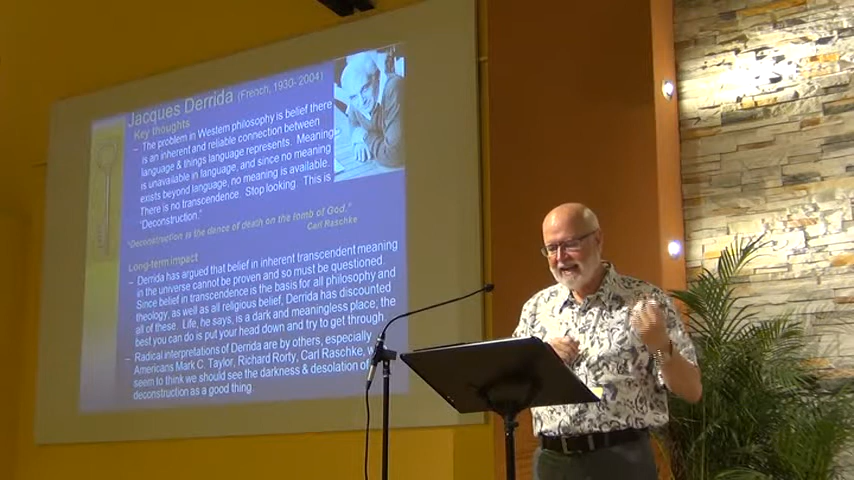 Jacques Derrida (French, 1930- 2004)
Key thoughts
– The problem in Western philosophy is belief there
is an inherent and reliable connection between
language & things language represents. Meaning
is unavailable in language, and since no meaning
exists beyond language, no meaning is available.
There is no transcendence. Stop looking. This is
"Deconstruction."
"Deconstruction is the dance of death on the tomb of God."
Carl Raschke
Long-term impact
– Derrida has argued that belief in inherent transcendent meaning
in the universe cannot be proven and so must be questioned.
Since belief in transcendence is the basis for all philosophy and
theology, as well as all religious belief, Derrida has discounted
all of these. Life, he says, is a dark and meaningless place; the
best you can do is put your head down and try to get through.
– Radical interpretations of Derrida are by others, especially
Americans Mark C. Taylor, Richard Rorty, Carl Raschke,
seem to think we should see the darkness & desolation of
deconstruction as a good thing.